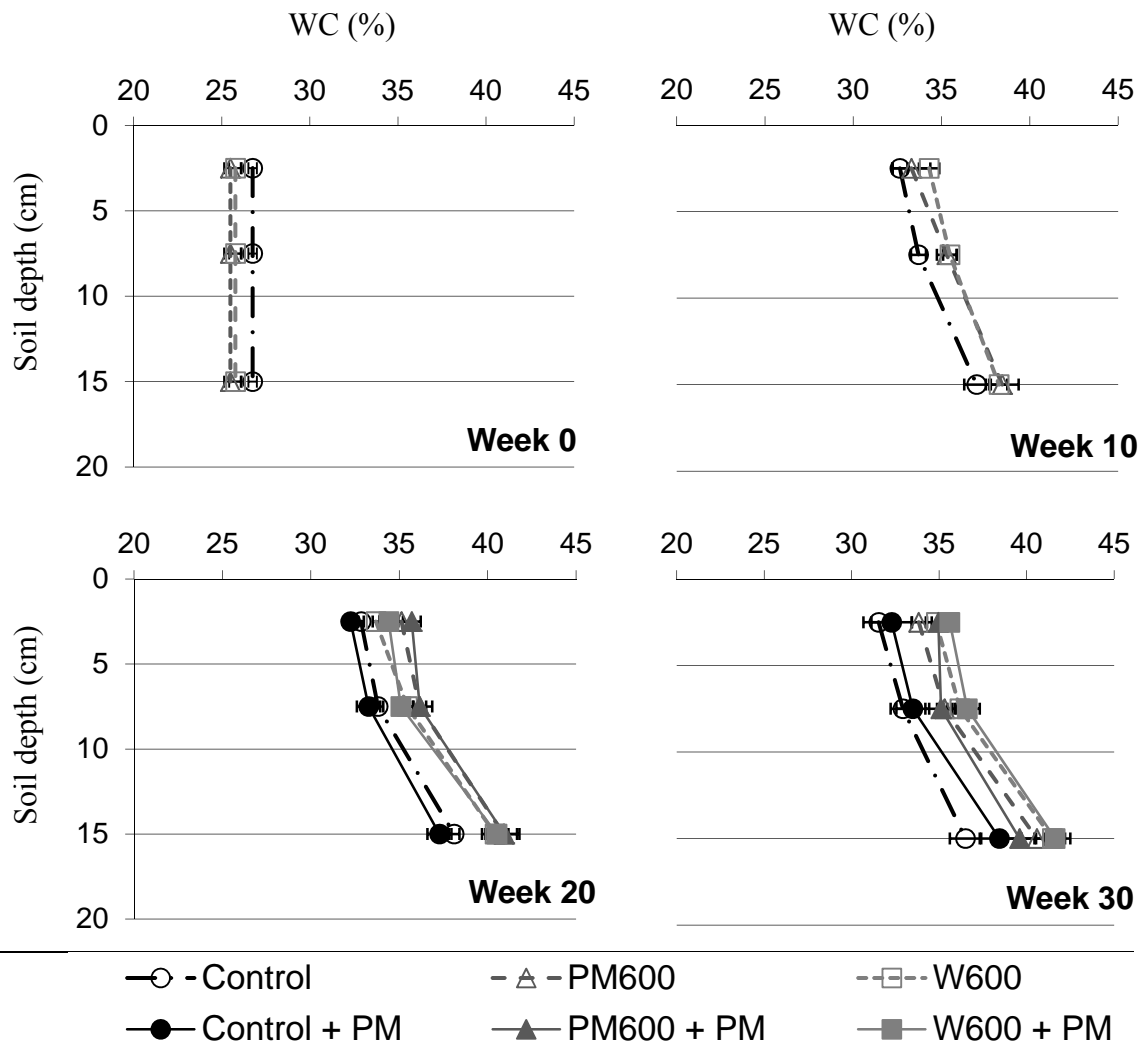 WC (%) WC (%)
20 25 30 35 40 45 20 25 30 35 40 45
0
5
10
15
20
Soil depth (cm)
Week 0 Week 10
20 25 30 35 40 45 20 25 30 35 40 45
0
5
10
15
20
Soil depth (cm)
Week 20 Week 30
Control PM600 W600
Control + PM PM600 + PM W600 + PM